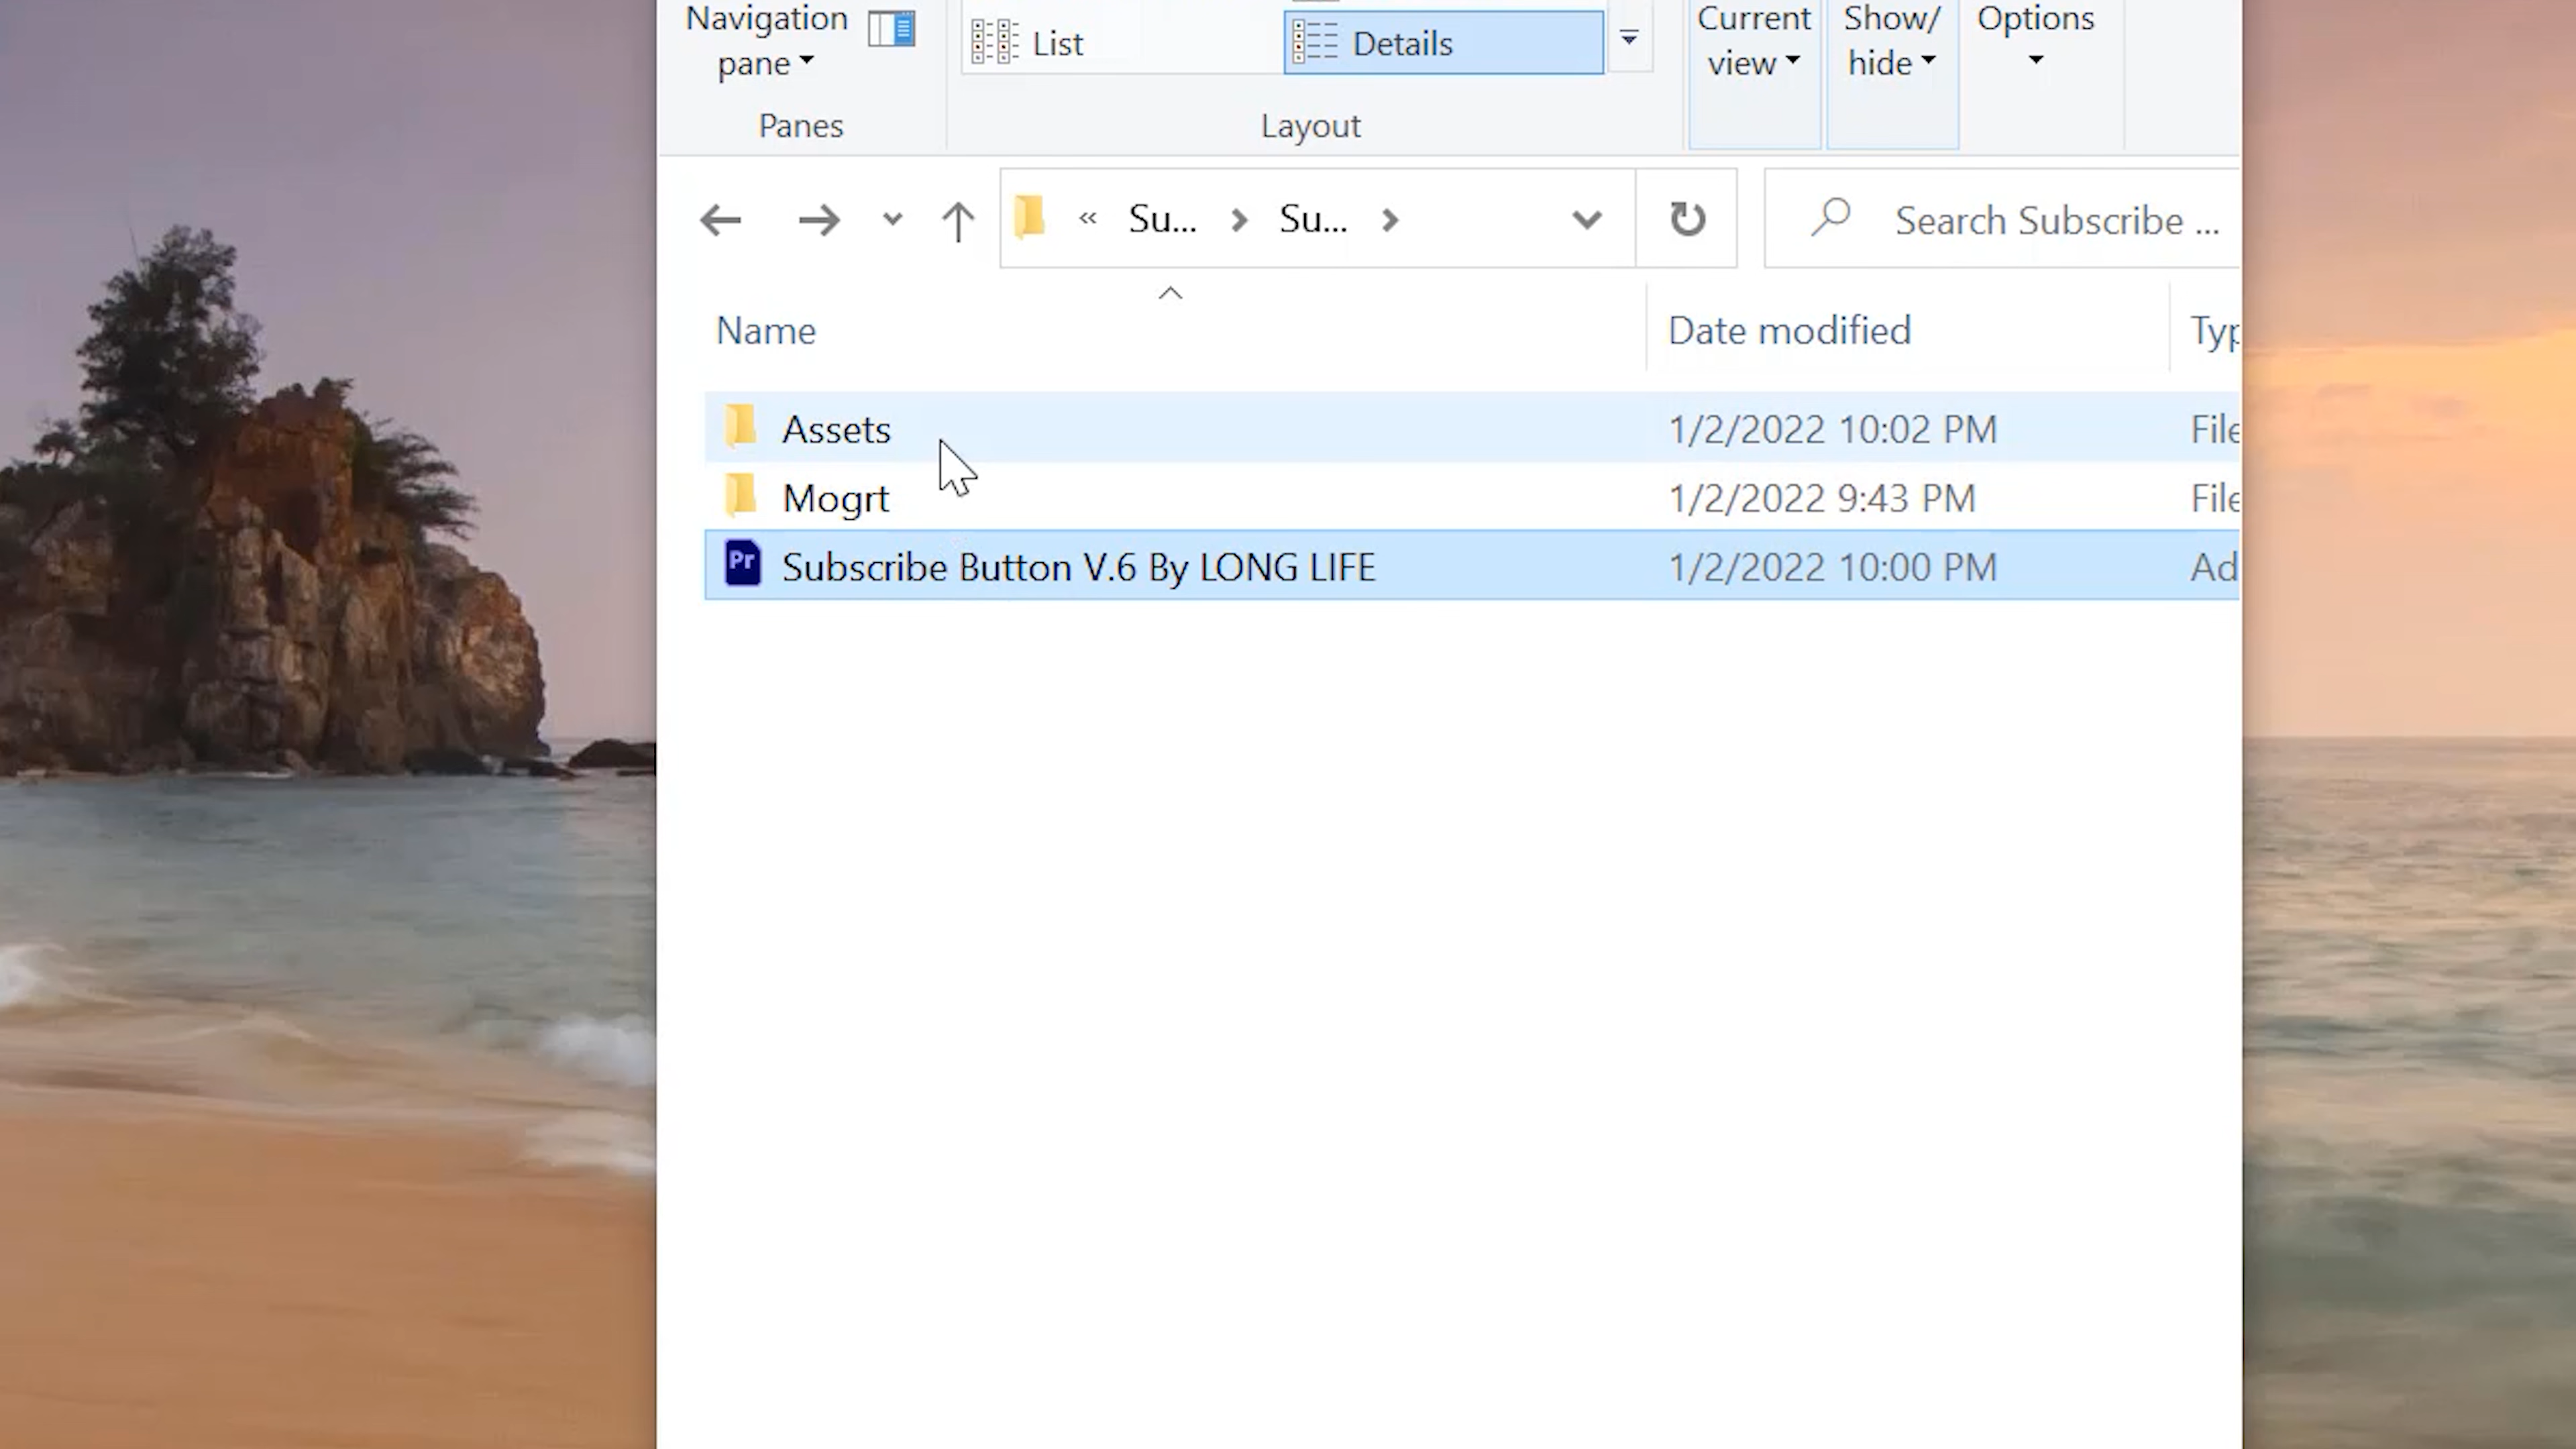 Navigation pane
List
Details
Current view
Show/ hide
Options
Panes
Layout
« Su... > Su... >
Search Subscribe ...
Name
Date modified
Typ
Assets
1/2/2022 10:02 PM
File
Mogrt
1/2/2022 9:43 PM
File
Pr
Subscribe Button V.6 By LONG LIFE
1/2/2022 10:00 PM
Ad